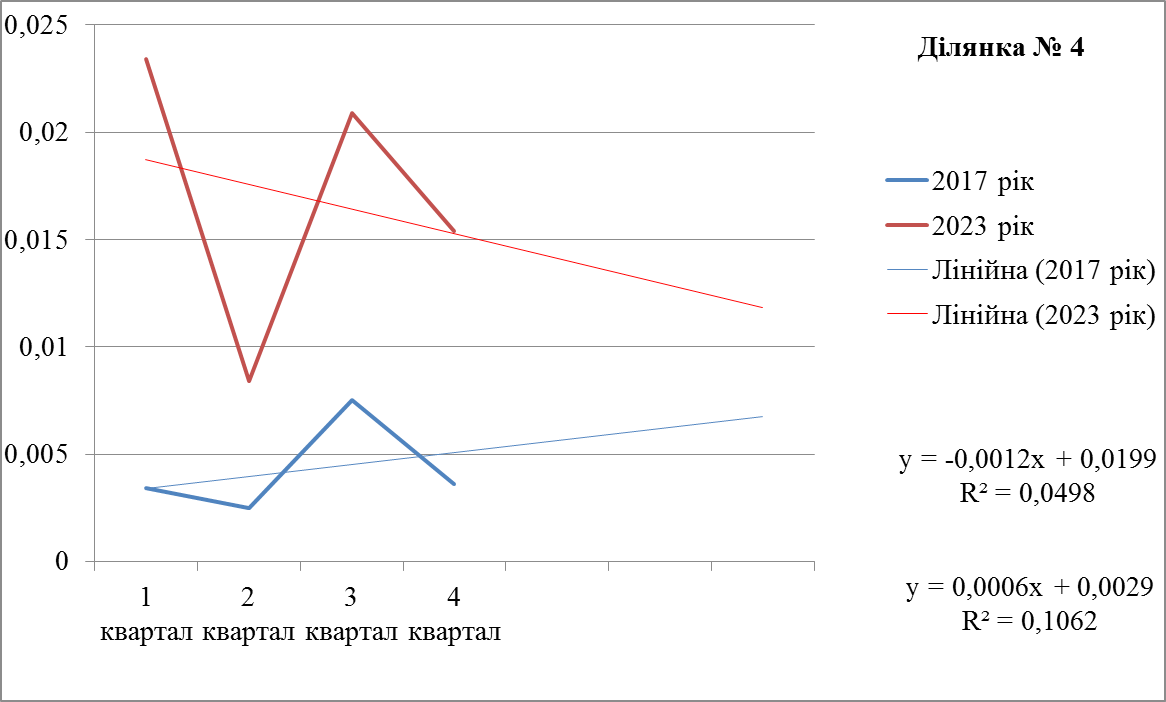 Ділянка № 4
0,025
0,02
0,015
0,01
0,005
0
1 квартал
2 квартал
3 квартал
4 квартал
2017 рік
2023 рік
Лінійна (2017 рік)
Лінійна (2023 рік)
y = -0,0012x + 0,0199
R² = 0,0498
y = 0,0006x + 0,0029
R² = 0,1062